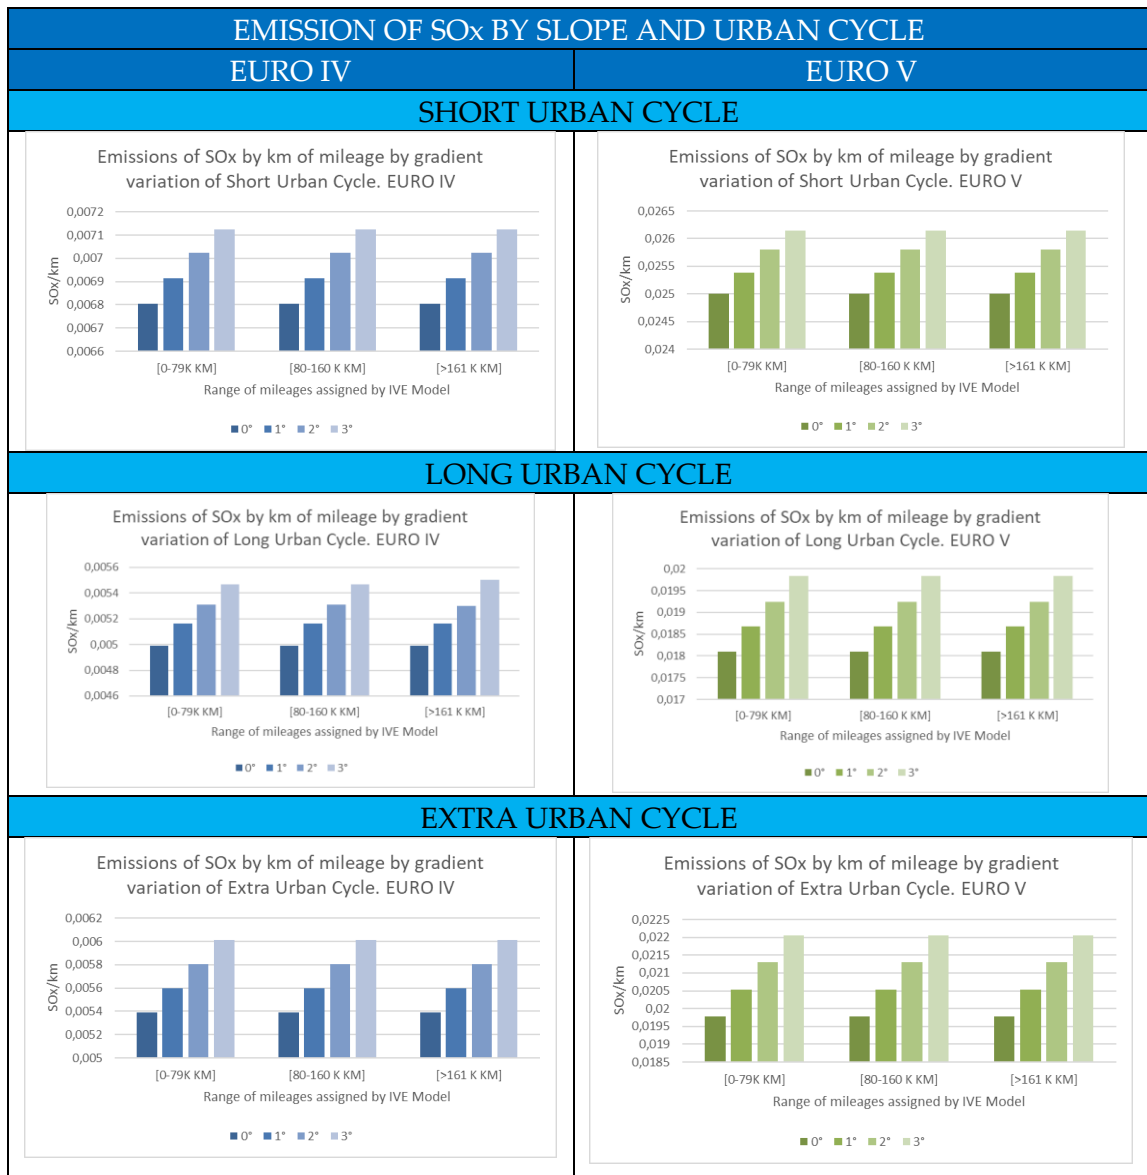 EMISSION OF SOx BY SLOPE AND URBAN CYCLE
EURO IV
EURO V
SHORT URBAN CYCLE
Emissions of SOx by km of mileage by gradient
variation of Short Urban Cycle. EURO IV
0,0072
0,0071
0,007
0,0069
0,0068
0,0067
0,0066
SOx/km
[0-79K KM]
[80-160 K KM]
[>161 K KM]
Range of mileages assigned by IVE Model
0° 1° 2° 3°
Emissions of SOx by km of mileage by gradient
variation of Short Urban Cycle. EURO V
0,0265
0,026
0,0255
0,025
0,0245
0,024
SOx/km
[0-79K KM]
[80-160 K KM]
[>161 K KM]
Range of mileages assigned by IVE Model
0° 1° 2° 3°
LONG URBAN CYCLE
Emissions of SOx by km of mileage by gradient
variation of Long Urban Cycle. EURO IV
0,0056
0,0054
0,0052
0,005
0,0048
0,0046
SOx/km
[0-79K KM]
[80-160 K KM]
[>161 K KM]
Range of mileages assigned by IVE Model
0° 1° 2° 3°
Emissions of SOx by km of mileage by gradient
variation of Long Urban Cycle. EURO V
0,02
0,0195
0,019
0,0185
0,018
0,0175
0,017
SOx/km
[0-79K KM]
[80-160 K KM]
[>161 K KM]
Range of mileages assigned by IVE Model
0° 1° 2° 3°
EXTRA URBAN CYCLE
Emissions of SOx by km of mileage by gradient
variation of Extra Urban Cycle. EURO IV
0,0062
0,006
0,0058
0,0056
0,0054
0,0052
0,005
SOx/km
[0-79K KM]
[80-160 K KM]
[>161 K KM]
Range of mileages assigned by IVE Model
0° 1° 2° 3°
Emissions of SOx by km of mileage by gradient
variation of Extra Urban Cycle. EURO V
0,0225
0,022
0,0215
0,021
0,0205
0,02
0,0195
0,019
0,0185
SOx/km
[0-79K KM]
[80-160 K KM]
[>161 K KM]
Range of mileages assigned by IVE Model
0° 1° 2° 3°